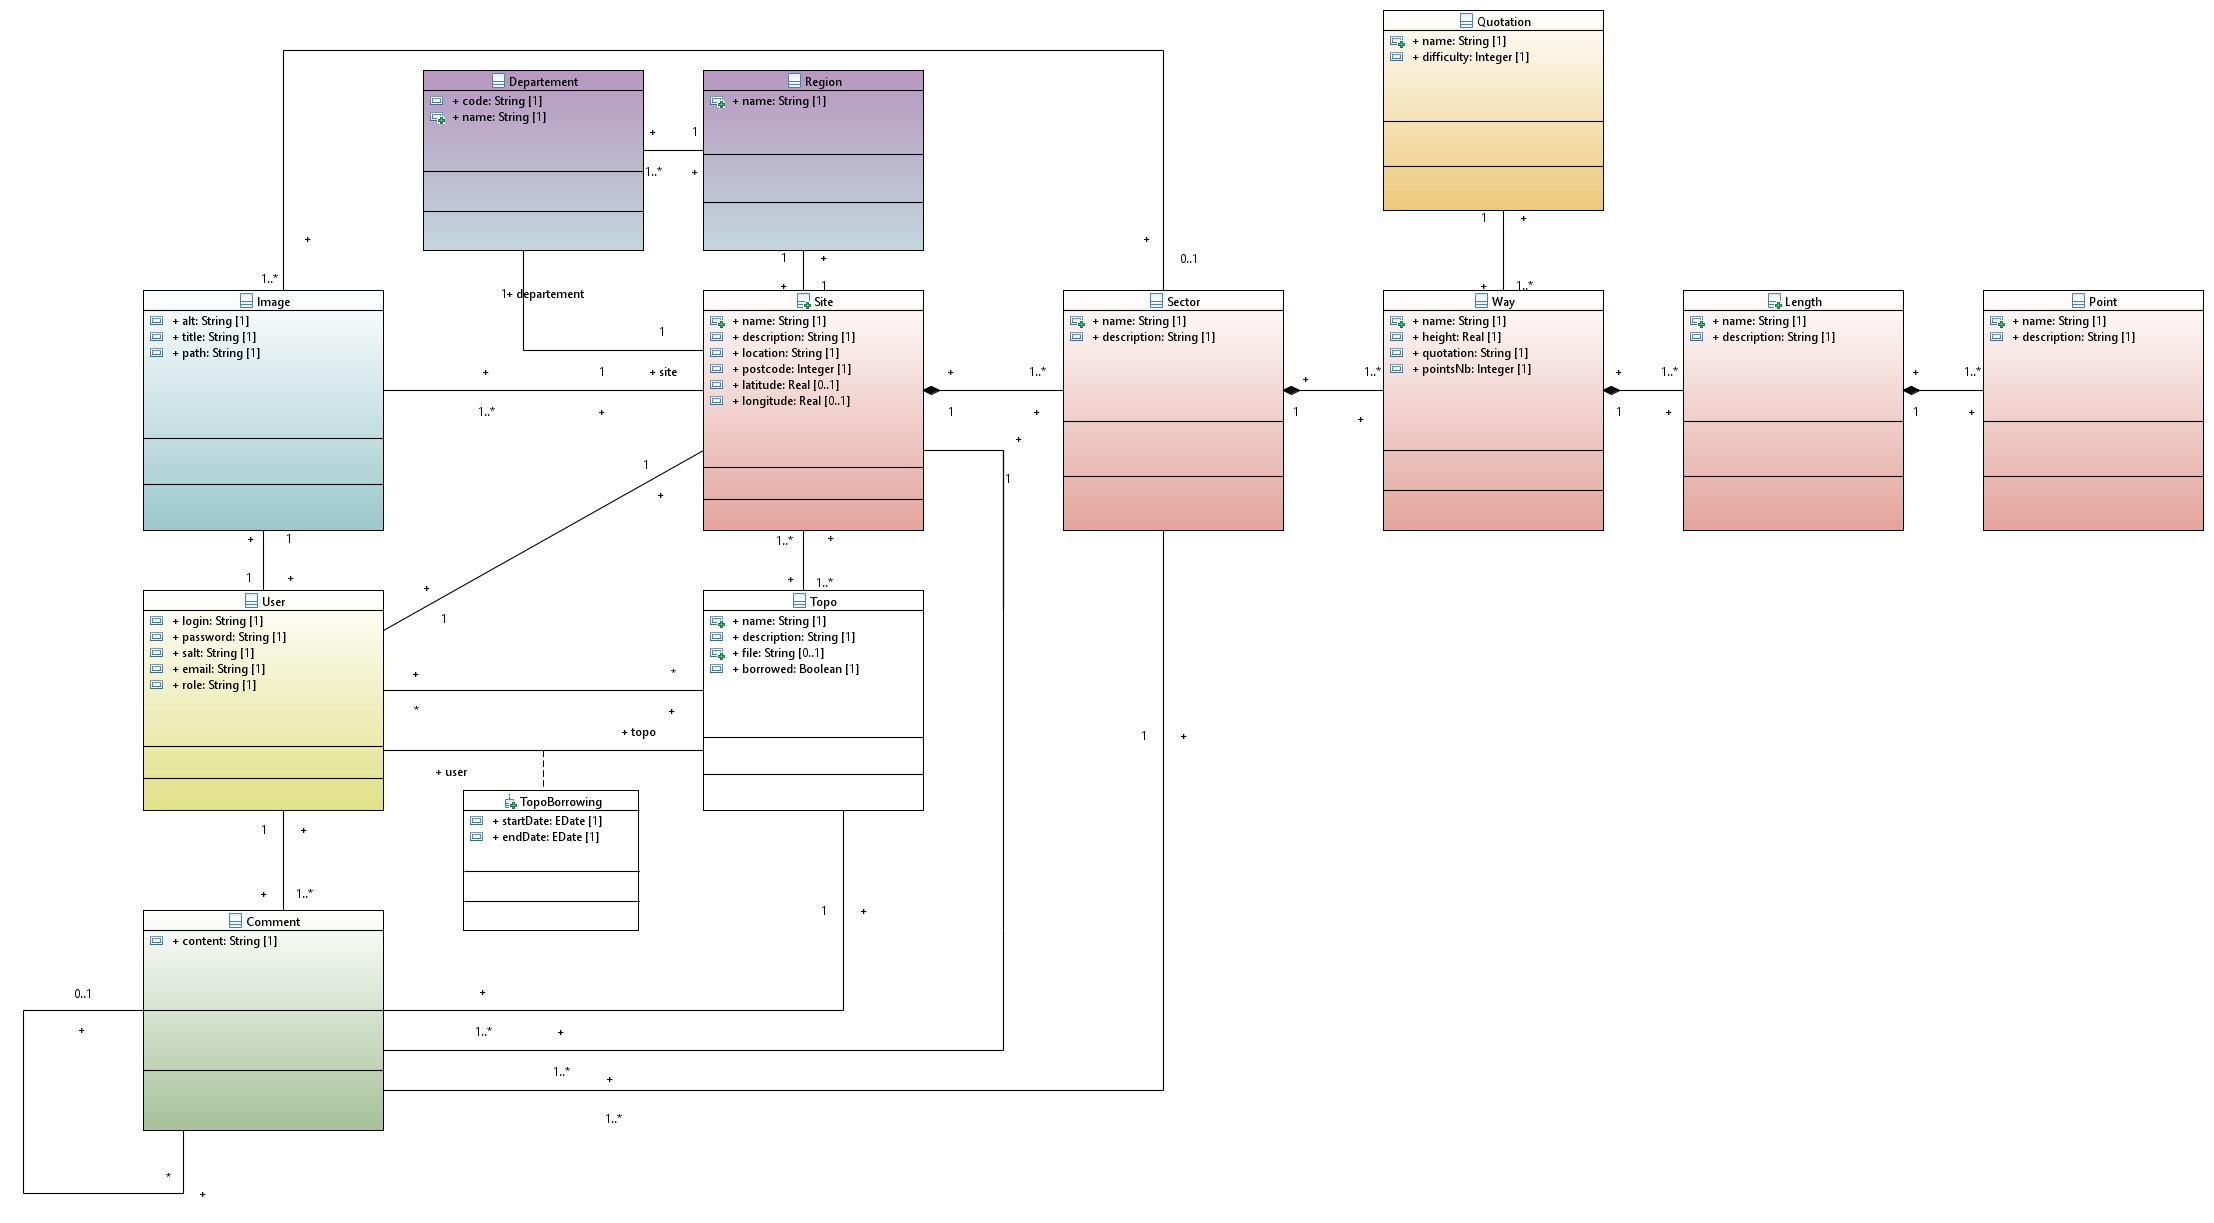 Quotation
+ name: String [1]
+ difficulty: Integer [1]
Departement
+ code: String [1]
+ name: String [1]
Region
+ name: String [1]
+
1
1..*
+
1
+
+
1..*
+
0..1
1
+
+
1
1+ departement
1
+
1..*
Image
+ alt: String [1]
+ title: String [1]
+ path: String [1]
Site
+ name: String [1]
+ description: String [1]
+ location: String [1]
+ postcode: Integer [1]
+ latitude: Real [0..1]
+ longitude: Real [0..1]
Sector
+ name: String [1]
+ description: String [1]
Way
+ name: String [1]
+ height: Real [1]
+ quotation: String [1]
+ pointsNb: Integer [1]
Length
+ name: String [1]
+ description: String [1]
Point
+ name: String [1]
+ description: String [1]
1
+
1
+ site
1..*
+
+
1..*
1
+
+
1..*
1
+
+
1..*
1
+
+
1..*
1
+
+
1
1
+
+
1
+
1
1
+
1..*
+
+
1..*
+
1
User
+ login: String [1]
+ password: String [1]
+ salt: String [1]
+ email: String [1]
+ role: String [1]
Topo
+ name: String [1]
+ description: String [1]
+ file: String [0..1]
+ borrowed: Boolean [1]
+
*
*
+
+ topo
+ user
1
+
TopoBorrowing
+ startDate: EDate [1]
+ endDate: EDate [1]
1
+
+
1..*
1
+
Comment
+ content: String [1]
0..1
+
+
1..*
+
1..*
+
1..*
*
+